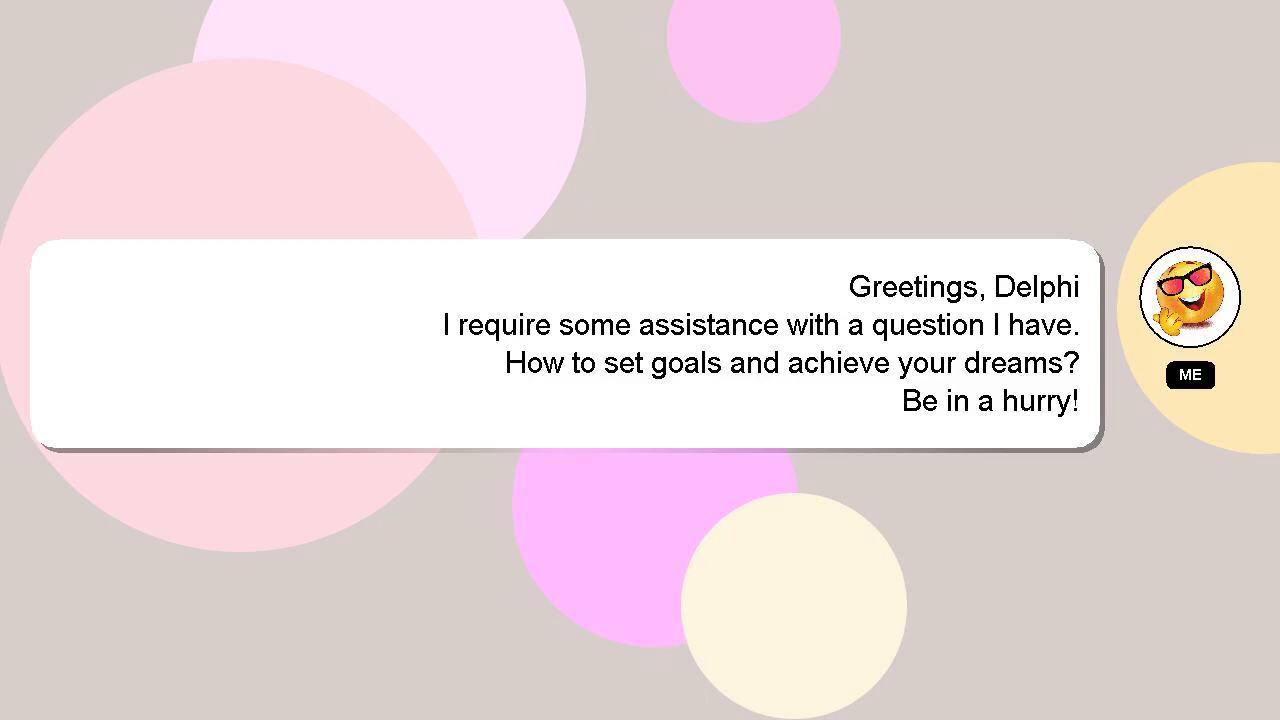 Greetings, Delphi
I require some assistance with a question I have.
How to set goals and achieve your dreams?
Be in a hurry!
ME